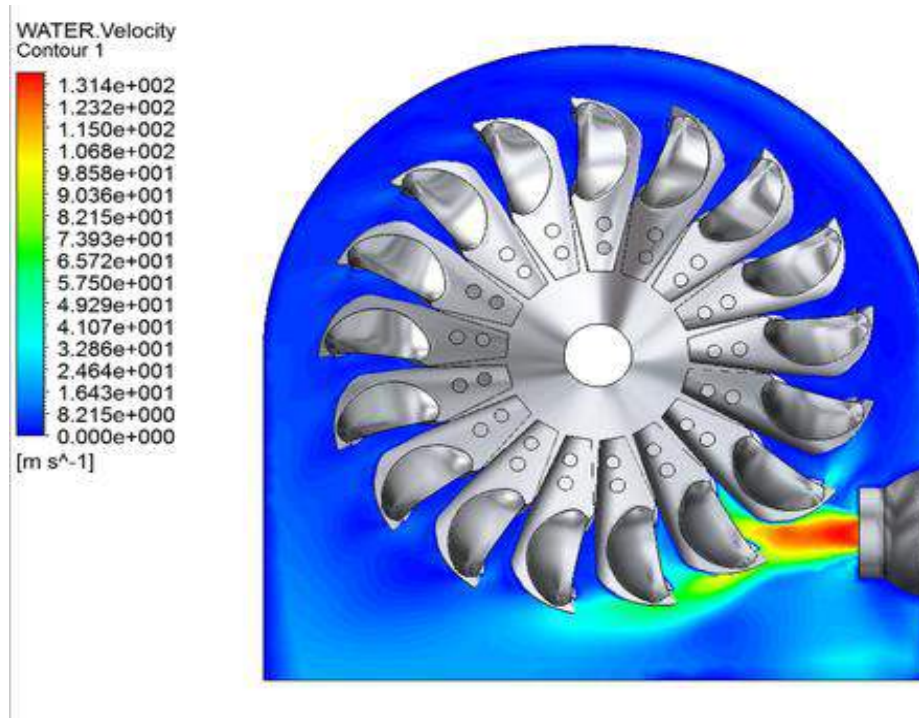 WATER.Velocity
Contour 1
1.314e+002
1.232e+002
1.150e+002
1.068e+002
9.858e+001
9.036e+001
8.215e+001
7.393e+001
6.572e+001
5.750e+001
4.929e+001
4.107e+001
3.286e+001
2.464e+001
1.643e+001
8.215e+000
0.000e+000
[m s^-1]